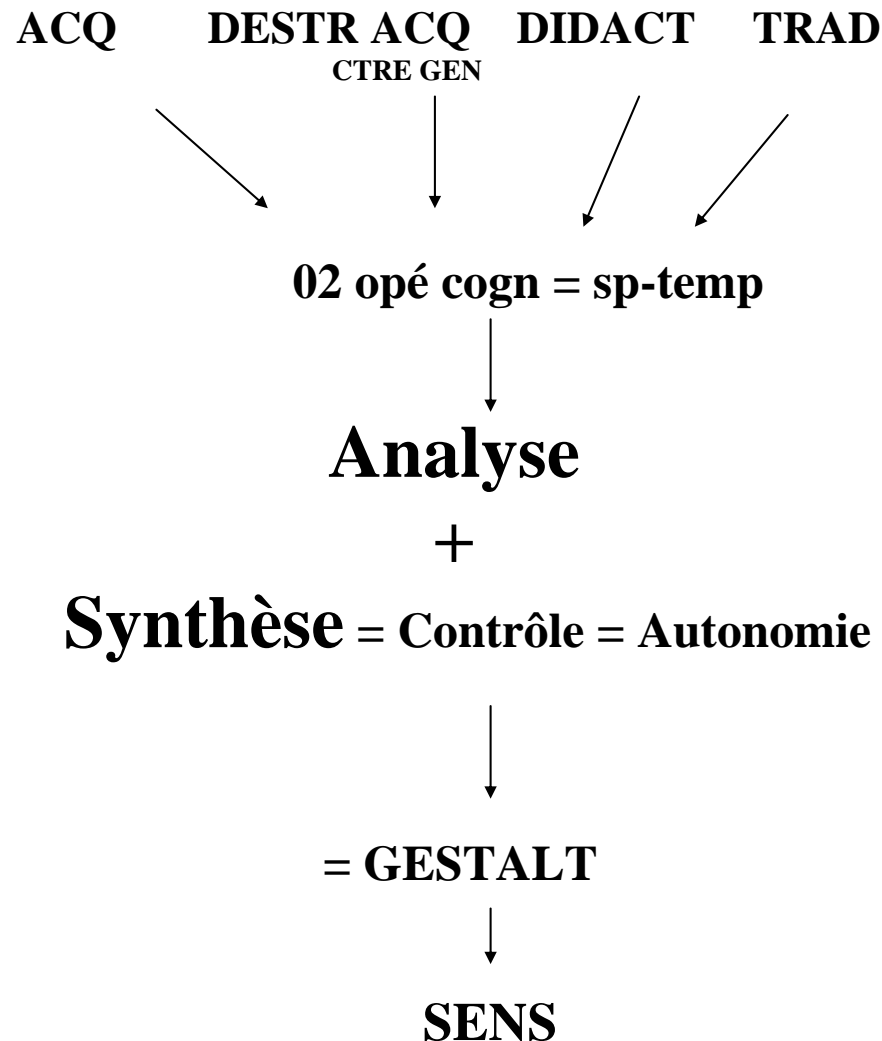 ACQ DESTR ACQ DIDACT TRAD
CTRE GEN
02 opé cogn = sp-temp
Analyse
+
Synthèse = Contrôle = Autonomie
= GESTALT
SENS